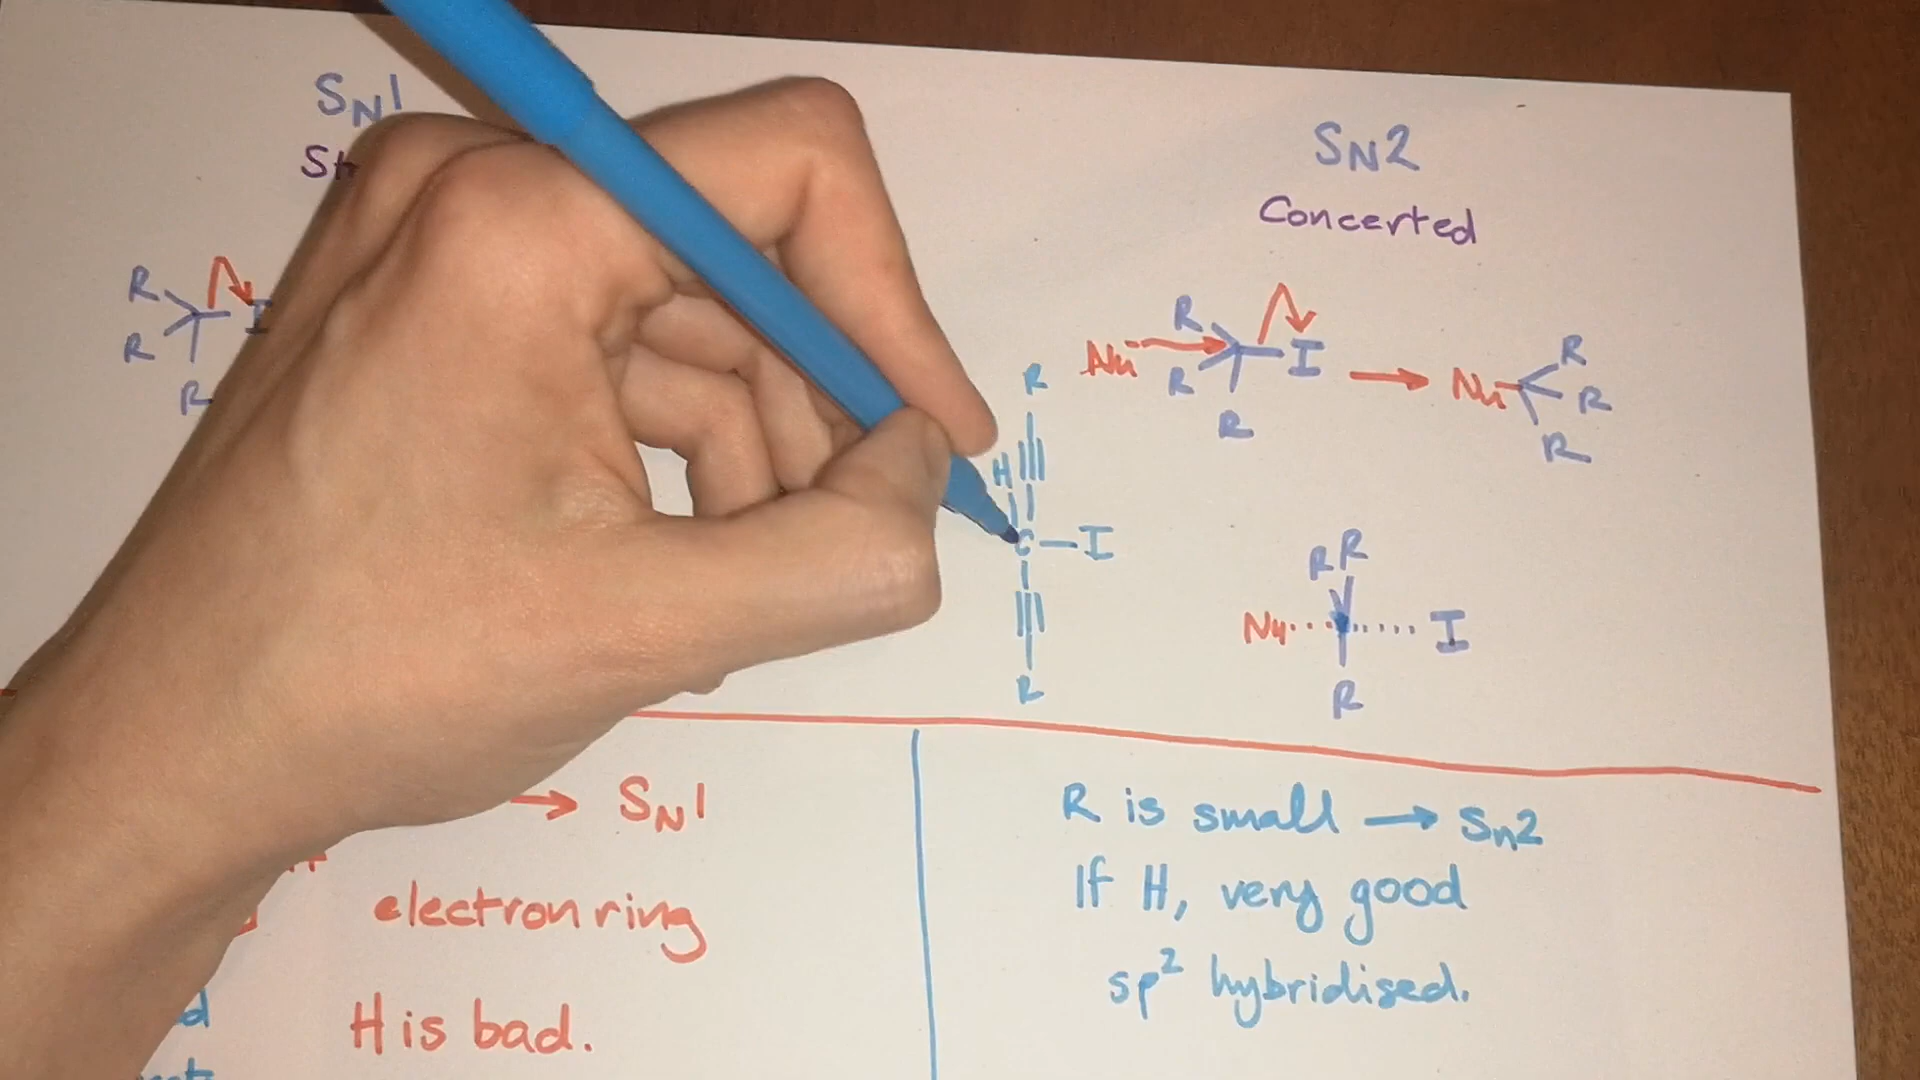 SN1
R
R
I
R
SN2
Concerted
Nu
R
R
I
R
Nu
R
R
R
R
H
C
I
R
R R
Nu
I
R
→ SN1
electron ring
H is bad.
R is small → Sn2
If H, very good
sp² hybridised.